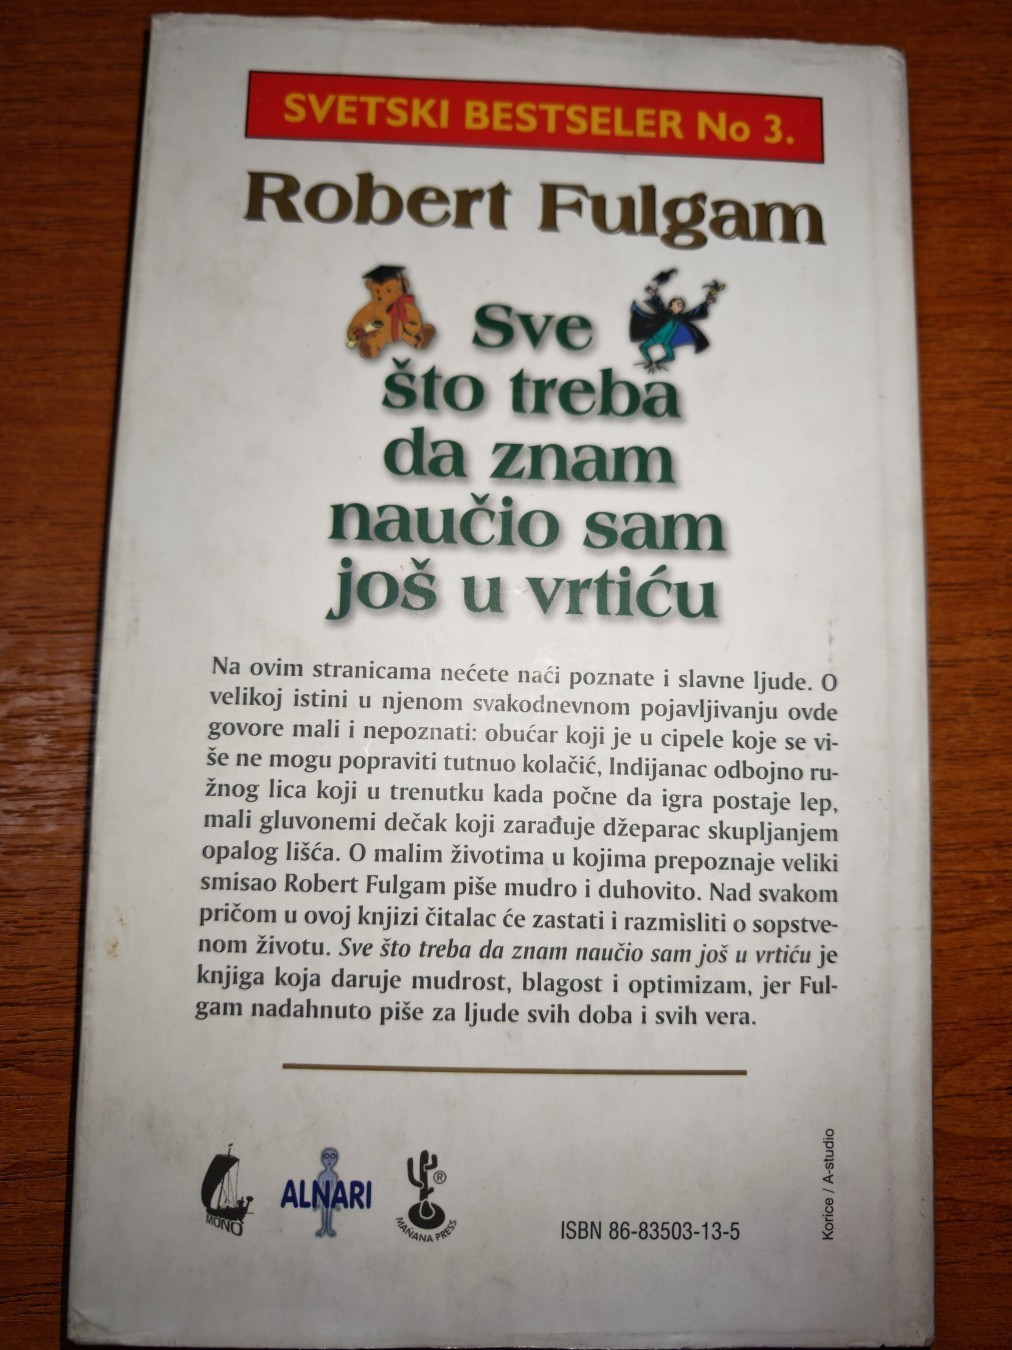 SVETSKI BESTSELER No 3.
Robert Fulgam
Sve
što treba
da znam
naučio sam
još u vrtiću
Na ovim stranicama nećete naći poznate i slavne ljude. O
velikoj istini u njenom svakodnevnom pojavljivanju ovde
govore mali i nepoznati: obućar koji je u cipele koje se vi-
še ne mogu popraviti tutnuo kolačić, Indijanac odbojno ru-
žnog lica koji u trenutku kada počne da igra postaje lep,
mali gluvonemi dečak koji zarađuje džeparac skupljanjem
opalog lišća. O malim životima u kojima prepoznaje veliki
smisao Robert Fulgam piše mudro i duhovito. Nad svakom
pričom u ovoj knjizi čitalac će zastati i razmisliti o sopstve-
nom životu. Sve što treba da znam naučio sam još u vrtiću je
knjiga koja daruje mudrost, blagost i optimizam, jer Ful-
gam nadahnuto piše za ljude svih doba i svih vera.
MONO
ALNARI
®
MAÑANA PRESS
ISBN 86-83503-13-5
Korice / A-studio